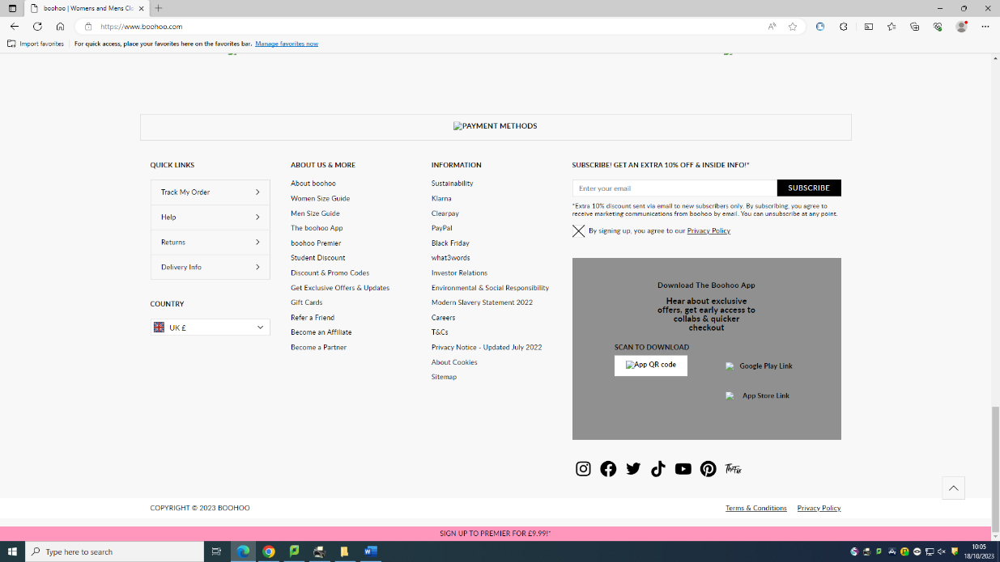 boohoo | Womens and Mens Clo
https://www.boohoo.com
Import favorites
For quick access, place your favorites here on the favorites bar. Manage favorites now
PAYMENT METHODS
QUICK LINKS
Track My Order
Help
Returns
Delivery Info
COUNTRY
UK £
ABOUT US & MORE
About boohoo
Women Size Guide
Men Size Guide
The boohoo App
boohoo Premier
Student Discount
Discount & Promo Codes
Get Exclusive Offers & Updates
Gift Cards
Refer a Friend
Become an Affiliate
Become a Partner
INFORMATION
Sustainability
Klarna
Clearpay
PayPal
Black Friday
what3words
Investor Relations
Environmental & Social Responsibility
Modern Slavery Statement 2022
Careers
T&Cs
Privacy Notice - Updated July 2022
About Cookies
Sitemap
SUBSCRIBE! GET AN EXTRA 10% OFF & INSIDE INFO!*
Enter your email
SUBSCRIBE
*Extra 10% discount sent via email to new subscribers only. By subscribing, you agree to
receive marketing communications from boohoo by email. You can unsubscribe at any point.
By signing up, you agree to our Privacy Policy
Download The Boohoo App
Hear about exclusive
offers, get early access to
collabs & quicker
checkout
SCAN TO DOWNLOAD
App QR code
Google Play Link
App Store Link
COPYRIGHT © 2023 BOOHOO
Terms & Conditions
Privacy Policy
SIGN UP TO PREMIER FOR £9.99!*
Type here to search
10:05
18/10/2023